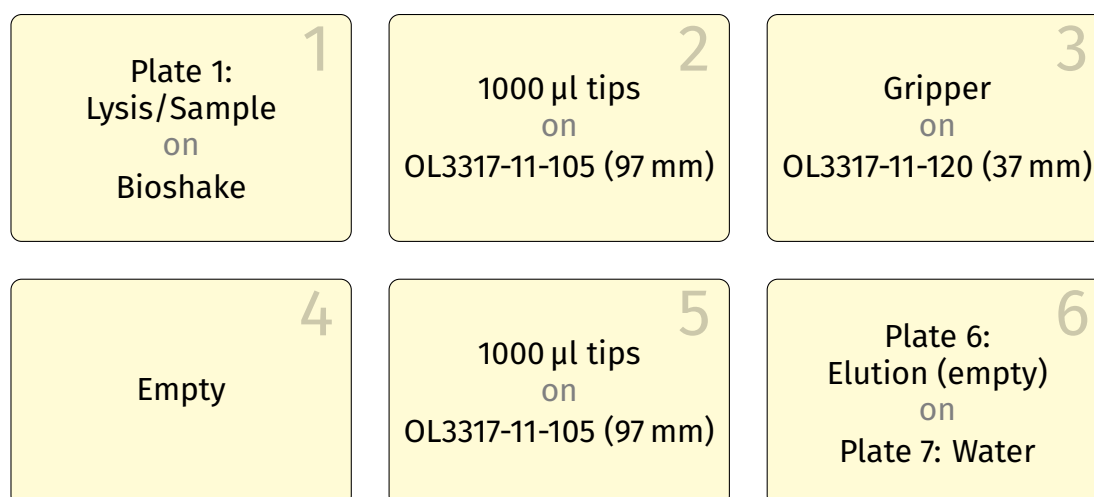 1
Plate 1:
Lysis/Sample
on
Bioshake
2
1000 µl tips
on
OL3317-11-105 (97 mm)
3
Gripper
on
OL3317-11-120 (37 mm)
4
Empty
5
1000 µl tips
on
OL3317-11-105 (97 mm)
6
Plate 6:
Elution (empty)
on
Plate 7: Water